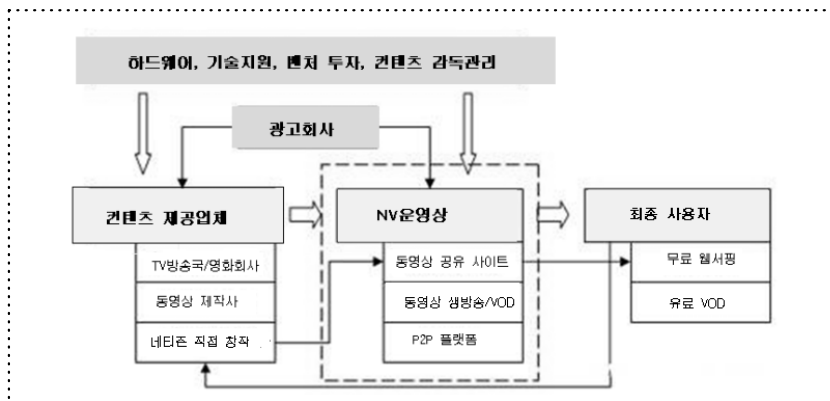 하드웨어, 기술지원, 벤처 투자, 컨텐츠 감독관리
광고회사
컨텐츠 제공업체
NV운영상
최종 사용자
TV방송국/영화회사
동영상 제작사
네티즌 직접 창작
동영상 공유 사이트
동영상 생방송/VOD
P2P 플랫폼
무료 웹서핑
유료 VOD